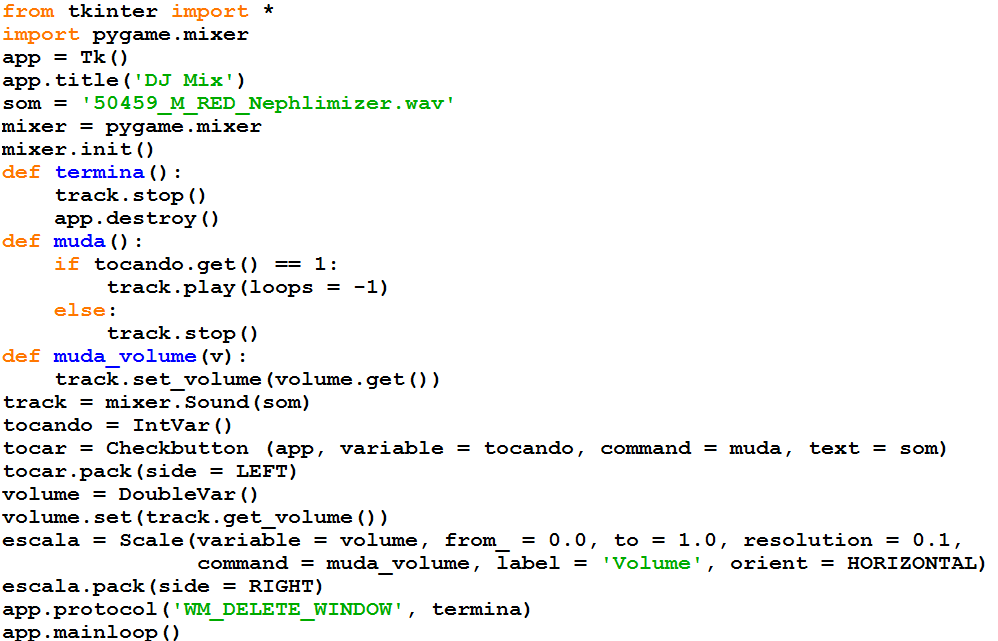 from tkinter import *
import pygame.mixer
app = Tk()
app.title('DJ Mix')
som = '50459_M_RED_Nephlimizer.wav'
mixer = pygame.mixer
mixer.init()
def termina():
    track.stop()
    app.destroy()
def muda():
    if tocando.get() == 1:
        track.play(loops = -1)
    else:
        track.stop()
def muda_volume(v):
    track.set_volume(volume.get())
track = mixer.Sound(som)
tocando = IntVar()
tocar = Checkbutton (app, variable = tocando, command = muda, text = som)
tocar.pack(side = LEFT)
volume = DoubleVar()
volume.set(track.get_volume())
escala = Scale(variable = volume, from_ = 0.0, to = 1.0, resolution = 0.1,
               command = muda_volume, label = 'Volume', orient = HORIZONTAL)
escala.pack(side = RIGHT)
app.protocol('WM_DELETE_WINDOW', termina)
app.mainloop()